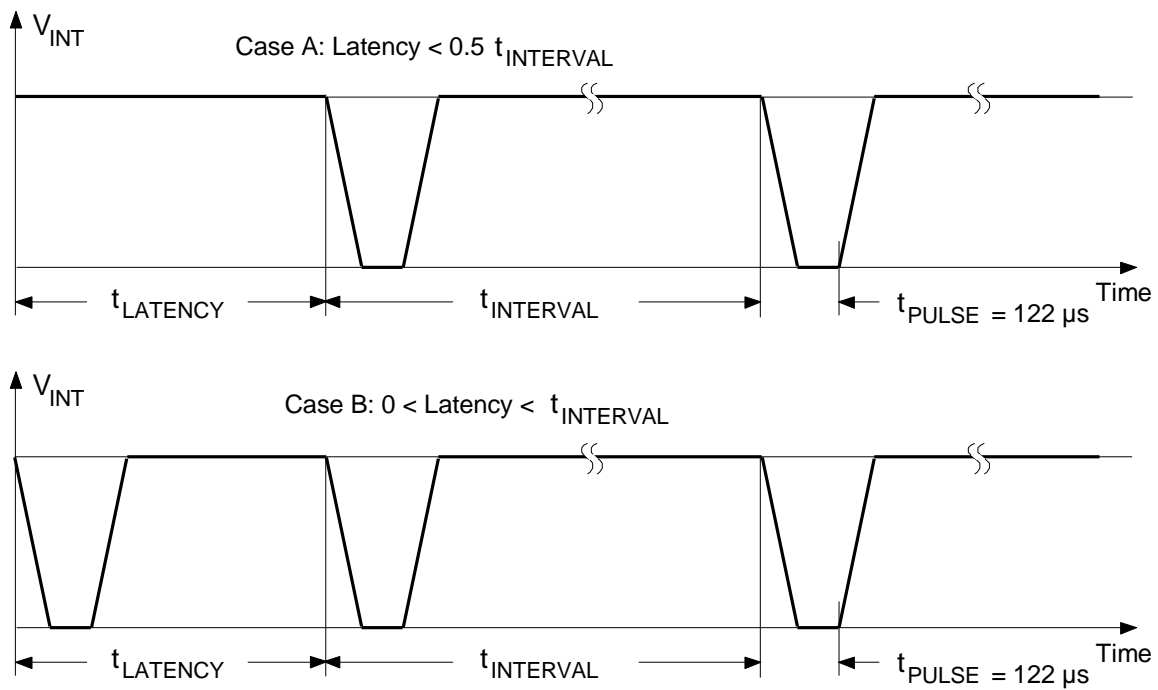 V_INT
Case A: Latency < 0.5 t_INTERVAL
t_LATENCY
t_INTERVAL
t_PULSE = 122 µs
Time
V_INT
Case B: 0 < Latency < t_INTERVAL
t_LATENCY
t_INTERVAL
t_PULSE = 122 µs
Time